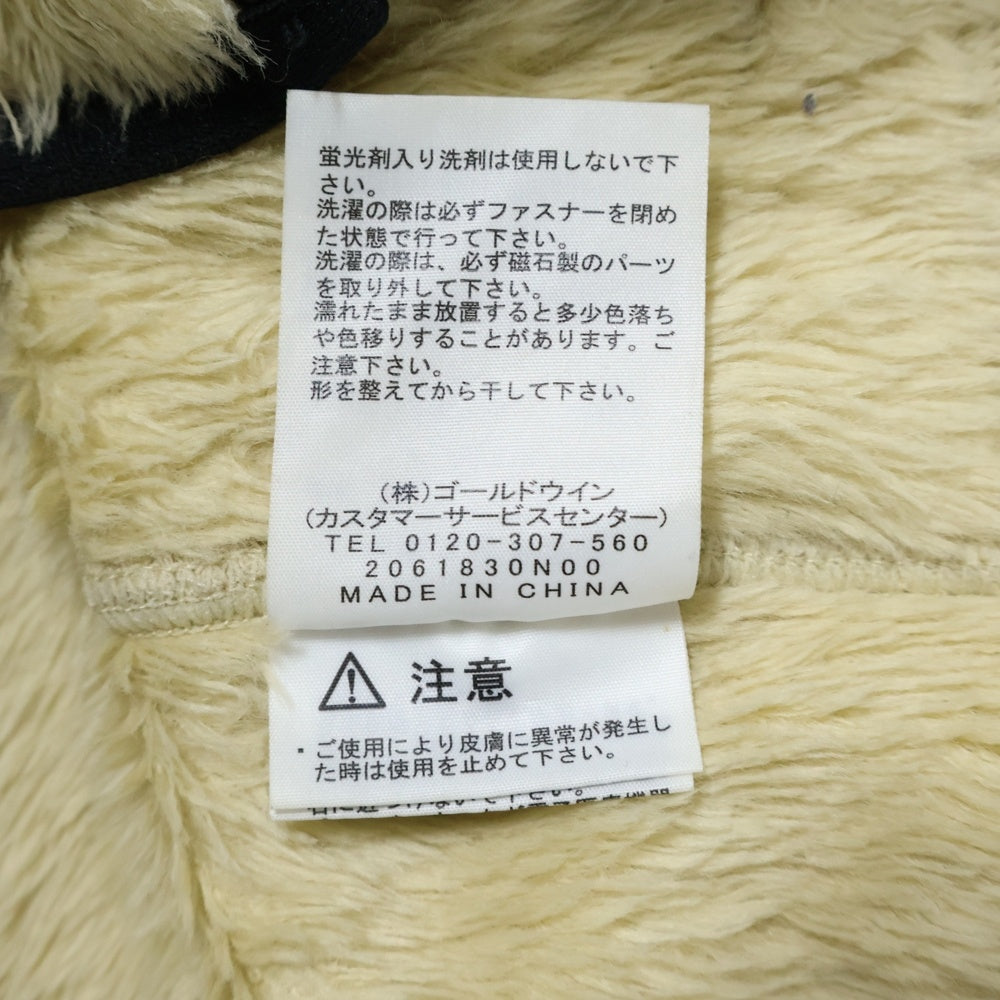 蛍光剤入り洗剤は使用しないで下
さい。
洗濯の際は必ずファスナーを閉め
た状態で行って下さい。
洗濯の際は、必ず磁石製のパーツ
を取り外して下さい。
濡れたまま放置すると多少色落ち
や色移りすることがあります。ご
注意下さい。
形を整えてから干して下さい。
(株)ゴールドウイン
(カスタマーサービスセンター)
TEL 0120-307-560
2061830N00
MADE IN CHINA
注意
・ご使用により皮膚に異常が発生し
た時は使用を止めて下さい。